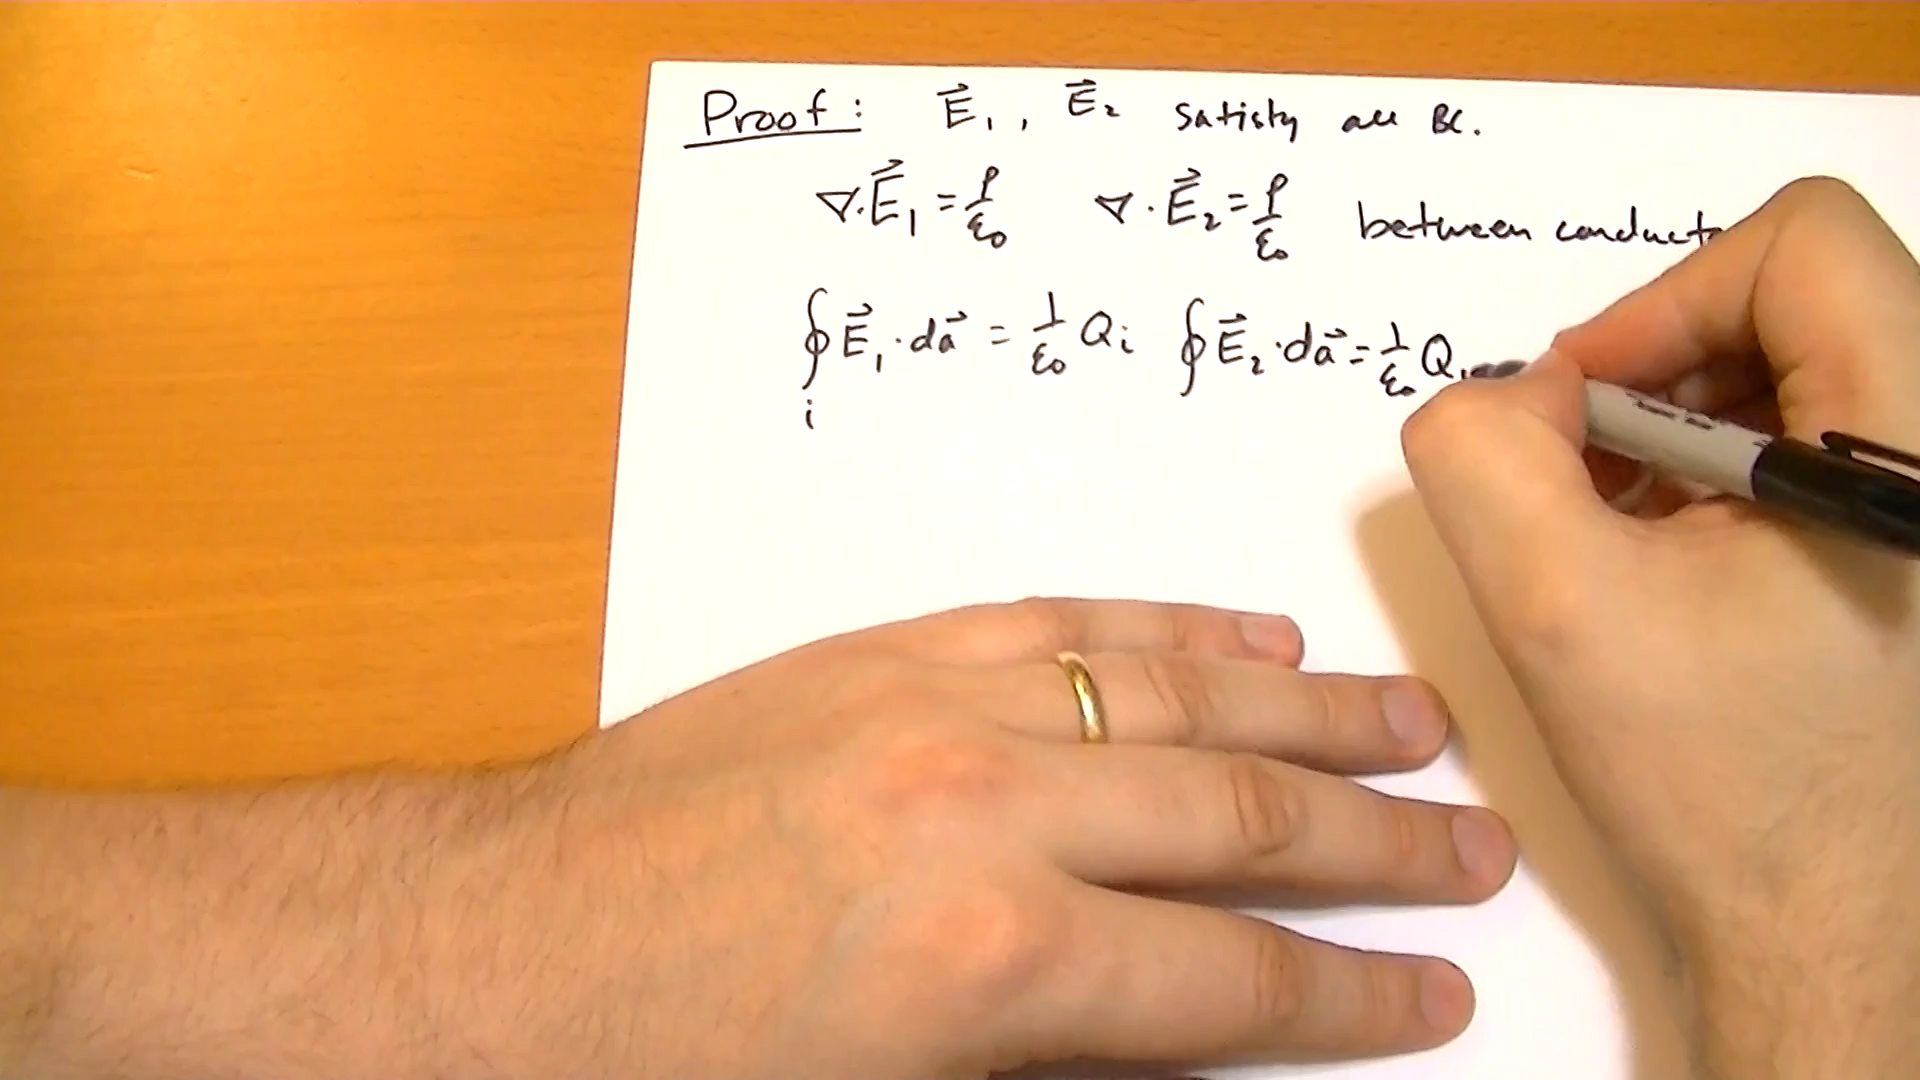 Proof: E⃗₁, E⃗₂ satisfy all BC.
∇·E⃗₁ = ρ/ε₀ ∇·E⃗₂ = ρ/ε₀ between
∮ᵢ E⃗₁·da⃗ = 1/ε₀ Qᵢ ∮ E⃗₂·da⃗ = 1/ε₀ Q